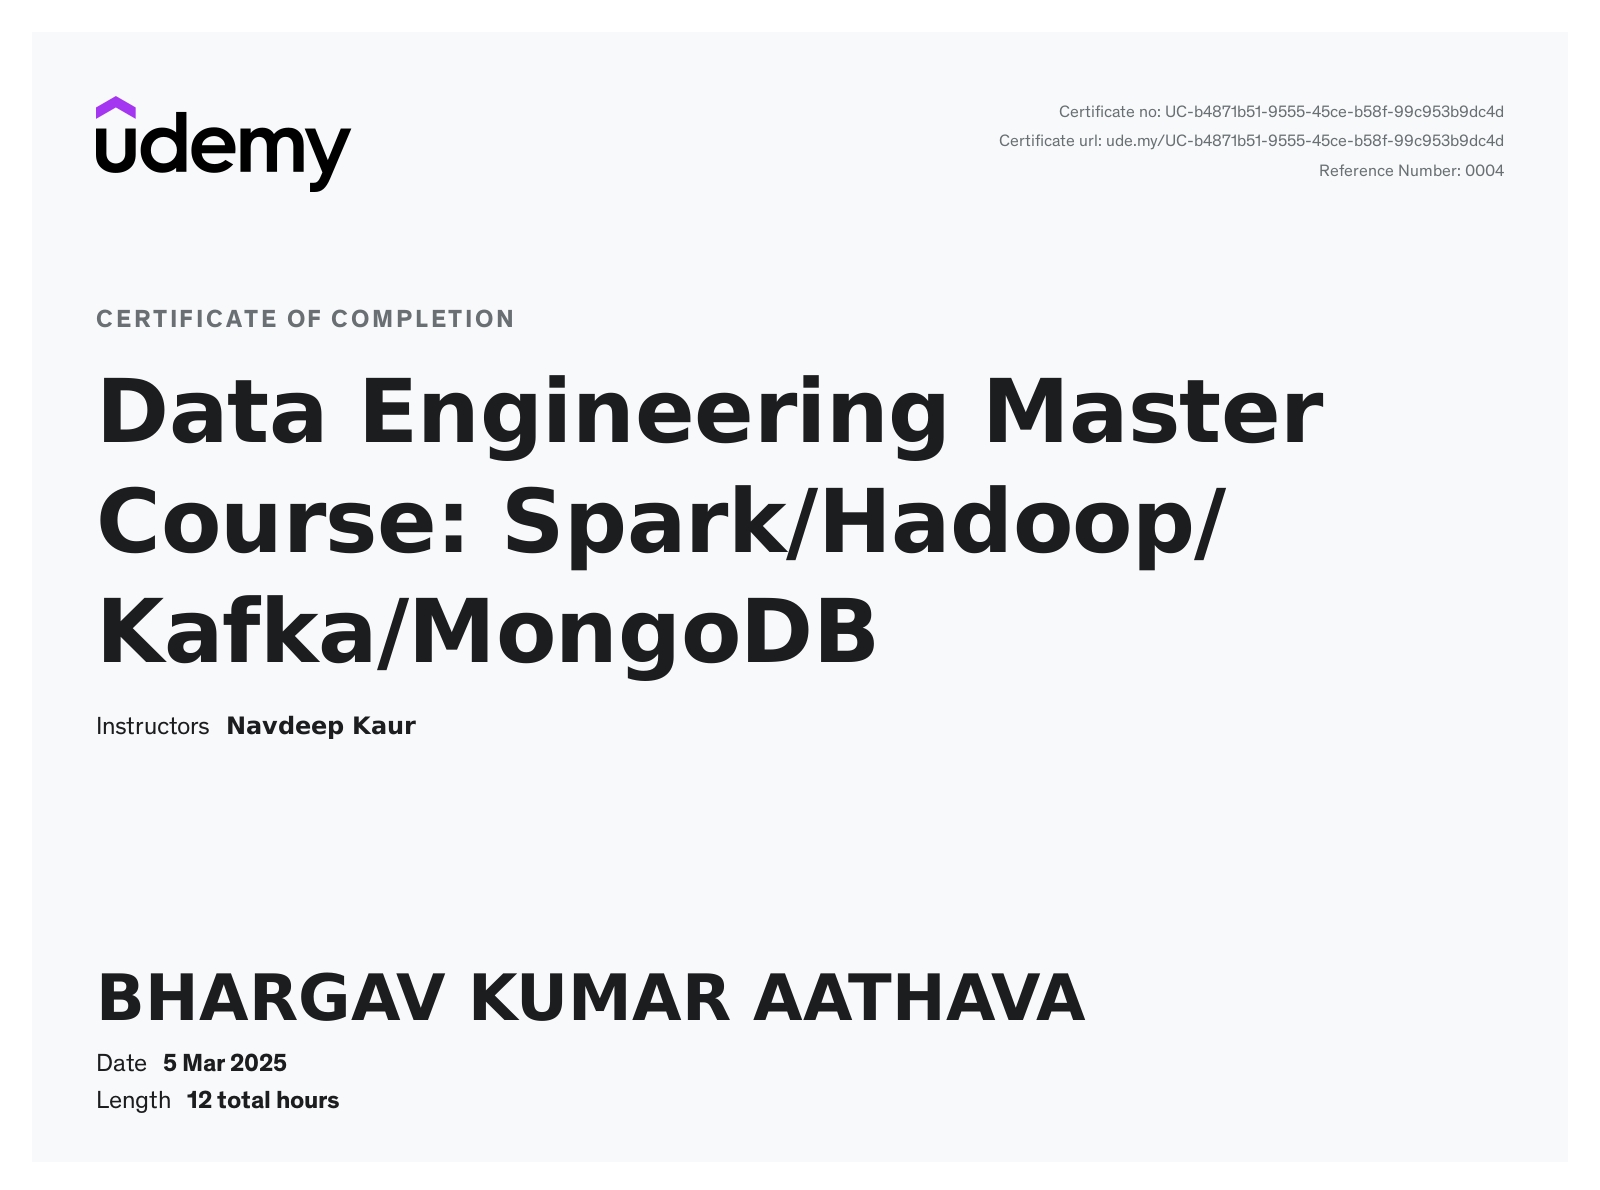 udemy
Certificate no: UC-b4871b51-9555-45ce-b58f-99c953b9dc4d
Certificate url: ude.my/UC-b4871b51-9555-45ce-b58f-99c953b9dc4d
Reference Number: 0004
CERTIFICATE OF COMPLETION
Data Engineering Master
Course: Spark/Hadoop/
Kafka/MongoDB
Instructors Navdeep Kaur
BHARGAV KUMAR AATHAVA
Date 5 Mar 2025
Length 12 total hours